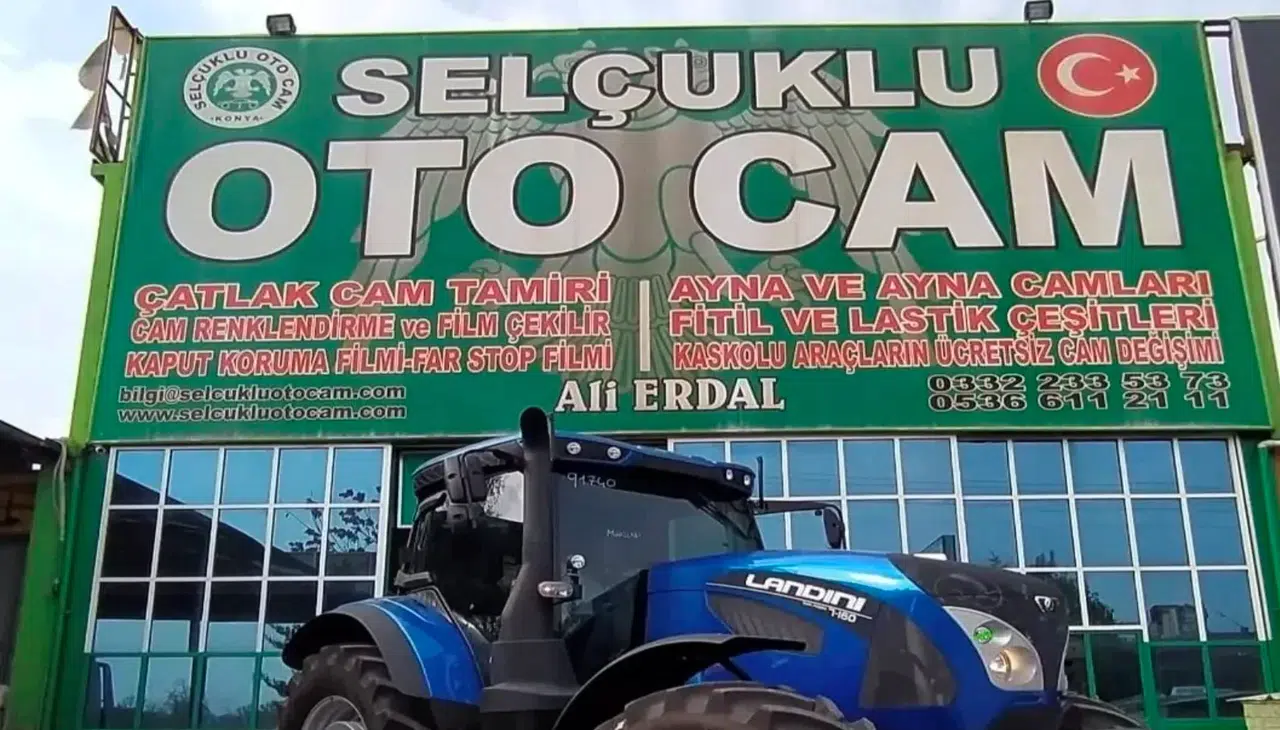 SELÇUKLU OTO CAM
KONYA
SELÇUKLU
OTO CAM
ÇATLAK CAM TAMİRİ
CAM RENKLENDİRME ve FİLM ÇEKİLİR
KAPUT KORUMA FİLMİ-FAR STOP FİLMİ
AYNA VE AYNA CAMLARI
FİTİL VE LASTİK ÇEŞİTLERİ
KASKOLU ARAÇLARIN ÜCRETSİZ CAM DEĞİŞİMİ
bilgi@selcukluotocam.com
www.selcukluotocam.com
Ali ERDAL
0332 233 53 73
0536 611 21 11
91740
LANDINI